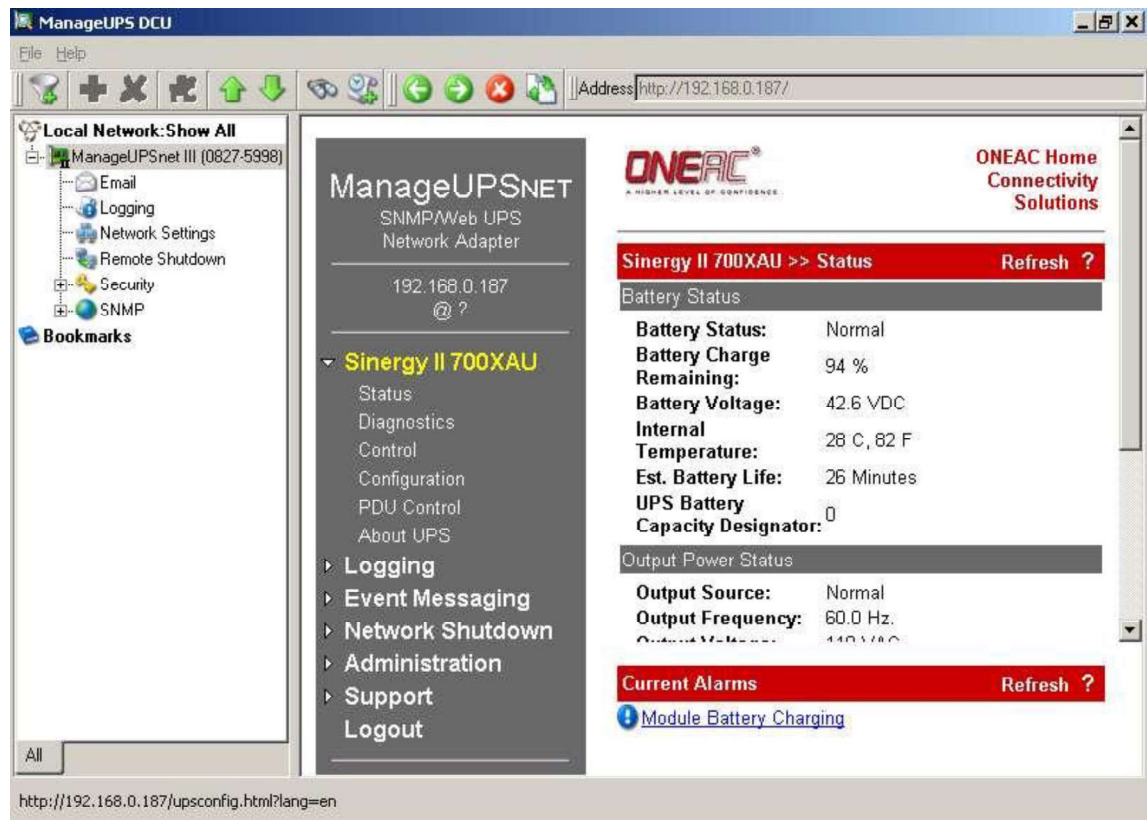 ManageUPS DCU
File Help
Address http://192.168.0.187/
Local Network:Show All
ManageUPSnet III (0827-5998)
Email
Logging
Network Settings
Remote Shutdown
Security
SNMP
Bookmarks
All
ManageUPSNET
SNMP/Web UPS
Network Adapter
192.168.0.187
@ ?
Sinergy II 700XAU
Status
Diagnostics
Control
Configuration
PDU Control
About UPS
Logging
Event Messaging
Network Shutdown
Administration
Support
Logout
ONEAC
A HIGHER LEVEL OF CONFIDENCE
ONEAC Home
Connectivity
Solutions
Sinergy II 700XAU >> Status Refresh ?
Battery Status
Battery Status: Normal
Battery Charge
Remaining: 94 %
Battery Voltage: 42.6 VDC
Internal
Temperature: 28 C, 82 F
Est. Battery Life: 26 Minutes
UPS Battery
Capacity Designator: 0
Output Power Status
Output Source: Normal
Output Frequency: 60.0 Hz.
Current Alarms Refresh ?
Module Battery Charging
http://192.168.0.187/upsconfig.html?lang=en